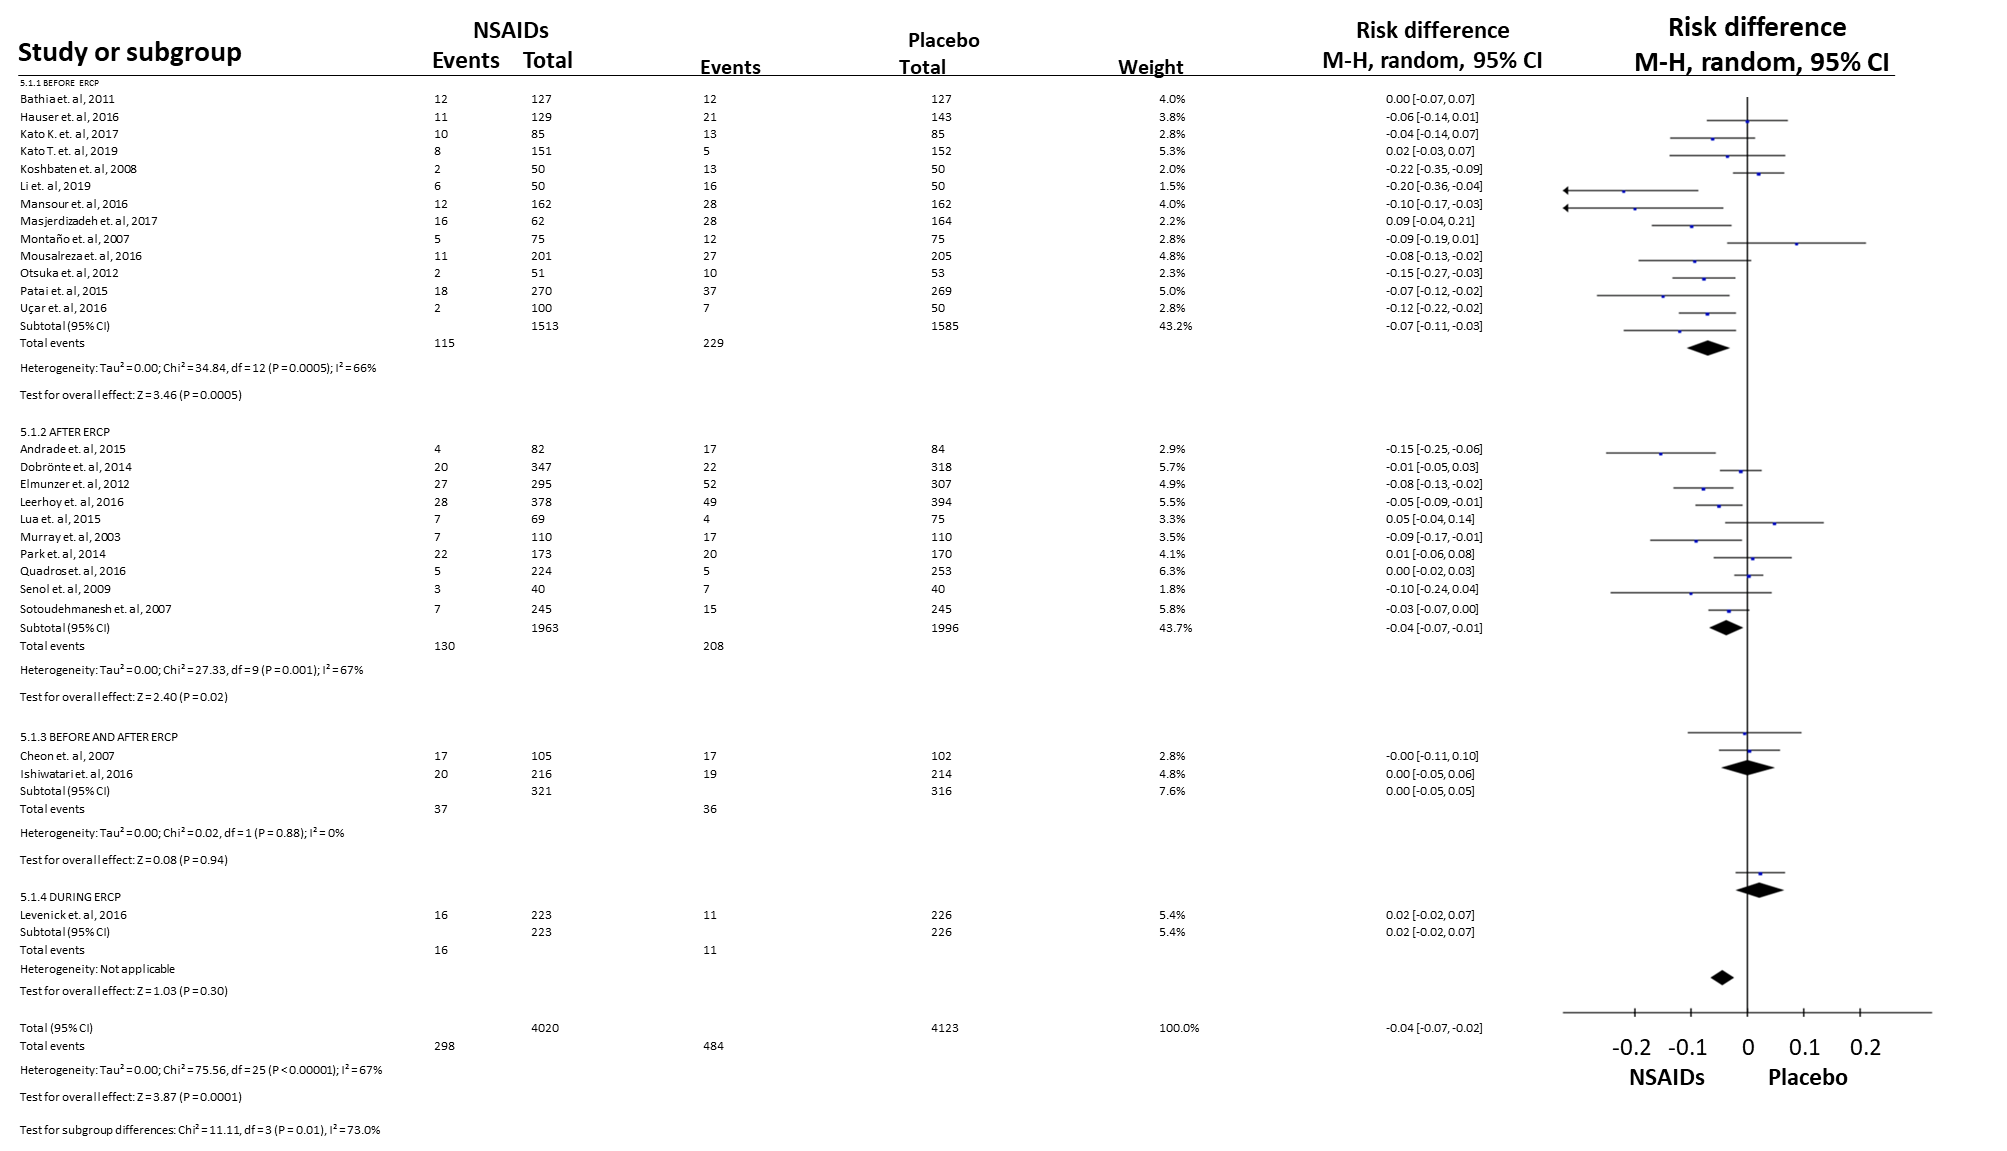 NSAIDs Placebo Risk difference Risk difference
Study or subgroup Events Total Events Total Weight M-H, random, 95% CI M-H, random, 95% CI
5.1.1 BEFORE ERCP
Bathia et. al, 2011 12 127 12 127 4.0% 0.00 [-0.07, 0.07]
Hauser et. al, 2016 11 129 21 143 3.8% -0.06 [-0.14, 0.01]
Kato K. et. al, 2017 10 85 13 85 2.8% -0.04 [-0.14, 0.07]
Kato T. et. al, 2019 8 151 5 152 5.3% 0.02 [-0.03, 0.07]
Koshbaten et. al, 2008 2 50 13 50 2.0% -0.22 [-0.35, -0.09]
Li et. al, 2019 6 50 16 50 1.5% -0.20 [-0.36, -0.04]
Mansour et. al, 2016 12 162 28 162 4.0% -0.10 [-0.17, -0.03]
Masjerdizadeh et. al, 2017 16 62 28 164 2.2% 0.09 [-0.04, 0.21]
Montaño et. al, 2007 5 75 12 75 2.8% -0.09 [-0.19, 0.01]
Mousalreza et. al, 2016 11 201 27 205 4.8% -0.08 [-0.13, -0.02]
Otsuka et. al, 2012 2 51 10 53 2.3% -0.15 [-0.27, -0.03]
Patai et. al, 2015 18 270 37 269 5.0% -0.07 [-0.12, -0.02]
Uçar et. al, 2016 2 100 7 50 2.8% -0.12 [-0.22, -0.02]
Subtotal (95% CI) 1513 1585 43.2% -0.07 [-0.11, -0.03]
Total events 115 229
Heterogeneity: Tau² = 0.00; Chi² = 34.84, df = 12 (P = 0.0005); I² = 66%
Test for overall effect: Z = 3.46 (P = 0.0005)
5.1.2 AFTER ERCP
Andrade et. al, 2015 4 82 17 84 2.9% -0.15 [-0.25, -0.06]
Dobrönte et. al, 2014 20 347 22 318 5.7% -0.01 [-0.05, 0.03]
Elmunzer et. al, 2012 27 295 52 307 4.9% -0.08 [-0.13, -0.02]
Leerhoy et. al, 2016 28 378 49 394 5.5% -0.05 [-0.09, -0.01]
Lua et. al, 2015 7 69 4 75 3.3% 0.05 [-0.04, 0.14]
Murray et. al, 2003 7 110 17 110 3.5% -0.09 [-0.17, -0.01]
Park et. al, 2014 22 173 20 170 4.1% 0.01 [-0.06, 0.08]
Quadros et. al, 2016 5 224 5 253 6.3% 0.00 [-0.02, 0.03]
Senol et. al, 2009 3 40 7 40 1.8% -0.10 [-0.24, 0.04]
Sotoudehmanesh et. al, 2007 7 245 15 245 5.8% -0.03 [-0.07, 0.00]
Subtotal (95% CI) 1963 1996 43.7% -0.04 [-0.07, -0.01]
Total events 130 208
Heterogeneity: Tau² = 0.00; Chi² = 27.33, df = 9 (P = 0.001); I² = 67%
Test for overall effect: Z = 2.40 (P = 0.02)
5.1.3 BEFORE AND AFTER ERCP
Cheon et. al, 2007 17 105 17 102 2.8% -0.00 [-0.11, 0.10]
Ishiwatari et. al, 2016 20 216 19 214 4.8% 0.00 [-0.05, 0.06]
Subtotal (95% CI) 321 316 7.6% 0.00 [-0.05, 0.05]
Total events 37 36
Heterogeneity: Tau² = 0.00; Chi² = 0.02, df = 1 (P = 0.88); I² = 0%
Test for overall effect: Z = 0.08 (P = 0.94)
5.1.4 DURING ERCP
Levenick et. al, 2016 16 223 11 226 5.4% 0.02 [-0.02, 0.07]
Subtotal (95% CI) 223 226 5.4% 0.02 [-0.02, 0.07]
Total events 16 11
Heterogeneity: Not applicable
Test for overall effect: Z = 1.03 (P = 0.30)
Total (95% CI) 4020 4123 100.0% -0.04 [-0.07, -0.02]
Total events 298 484
-0.2 -0.1 0 0.1 0.2
Heterogeneity: Tau² = 0.00; Chi² = 75.56, df = 25 (P < 0.00001); I² = 67%
NSAIDs Placebo
Test for overall effect: Z = 3.87 (P = 0.0001)
Test for subgroup differences: Chi² = 11.11, df = 3 (P = 0.01), I² = 73.0%